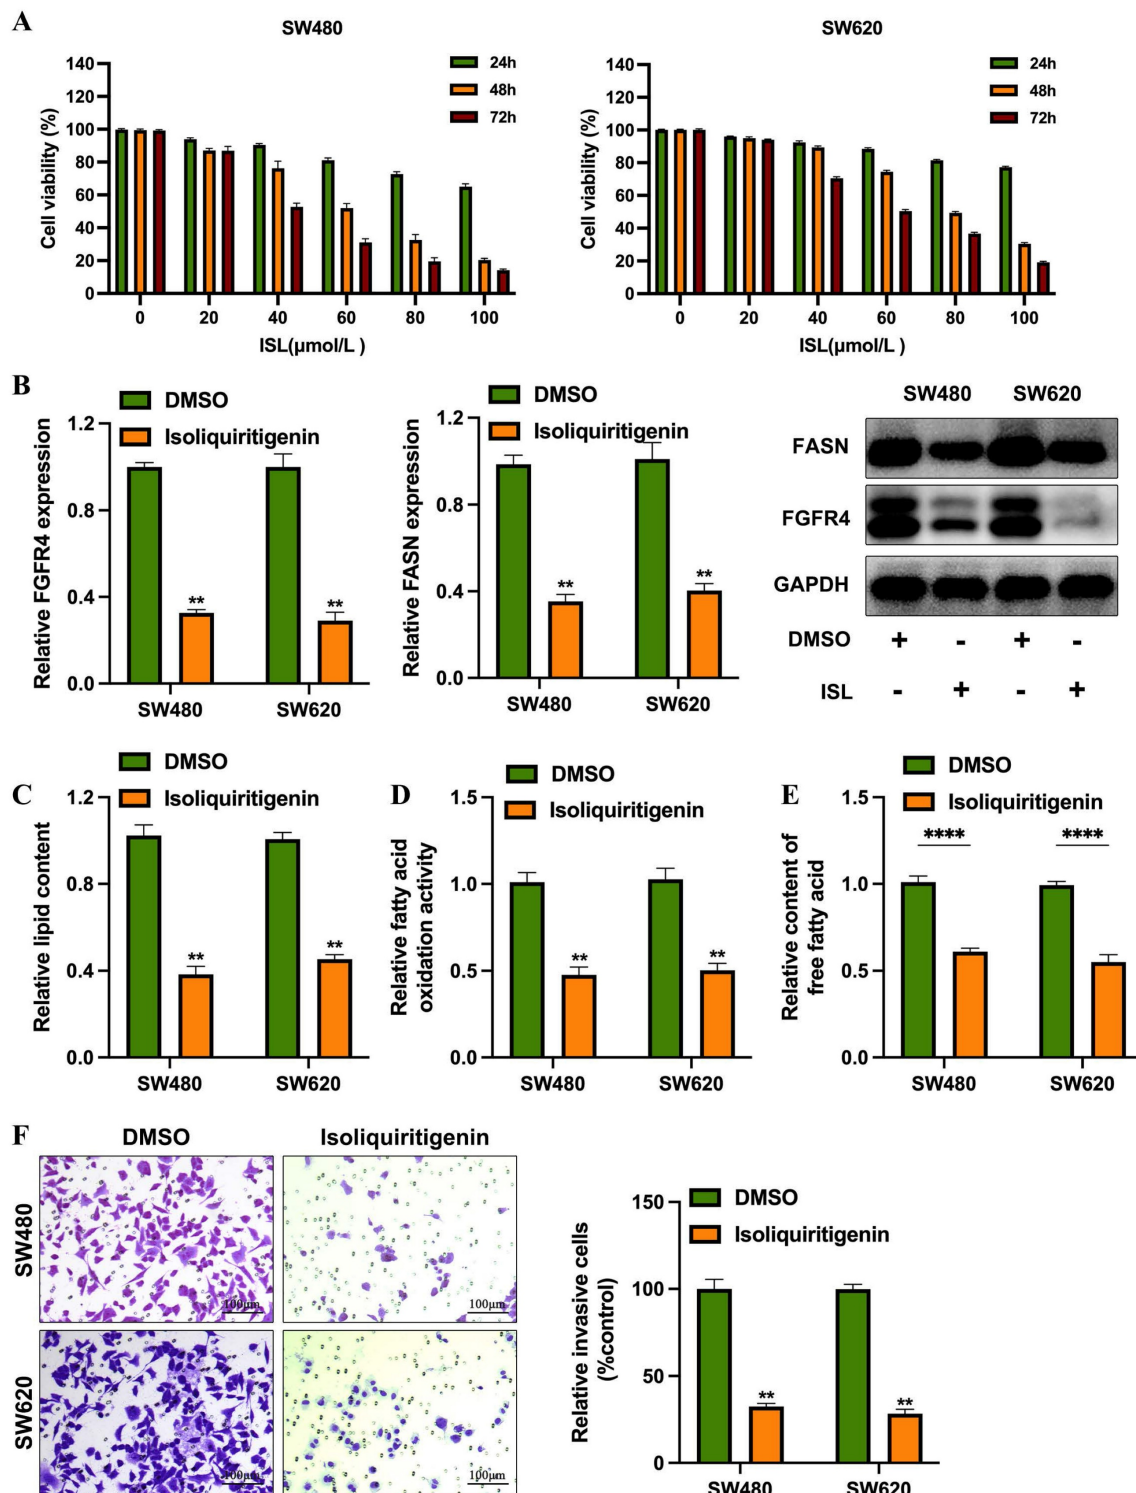 A
SW480
SW620
140
120
100
80
60
40
20
0
Cell viability (%)
24h
48h
72h
0 20 40 60 80 100
ISL(μmol/L )
140
120
100
80
60
40
20
0
Cell viability (%)
24h
48h
72h
0 20 40 60 80 100
ISL(μmol/L )
B
DMSO
Isoliquiritigenin
1.2
0.8
0.4
0.0
Relative FGFR4 expression
** **
SW480 SW620
DMSO
Isoliquiritigenin
1.2
0.8
0.4
0.0
Relative FASN expression
** **
SW480 SW620
SW480 SW620
FASN
FGFR4
GAPDH
DMSO + - + -
ISL - + - +
C
DMSO
Isoliquiritigenin
1.2
0.8
0.4
0.0
Relative lipid content
** **
SW480 SW620
D
DMSO
Isoliquiritigenin
1.5
1.0
0.5
0.0
Relative fatty acid
oxidation activity
** **
SW480 SW620
E
DMSO
Isoliquiritigenin
1.5
1.0
0.5
0.0
Relative content of
free fatty acid
**** ****
SW480 SW620
F
DMSO Isoliquiritigenin
SW480
100μm 100μm
SW620
100μm 100μm
DMSO
Isoliquiritigenin
150
100
50
0
Relative invasive cells
(%control)
** **
SW480 SW620